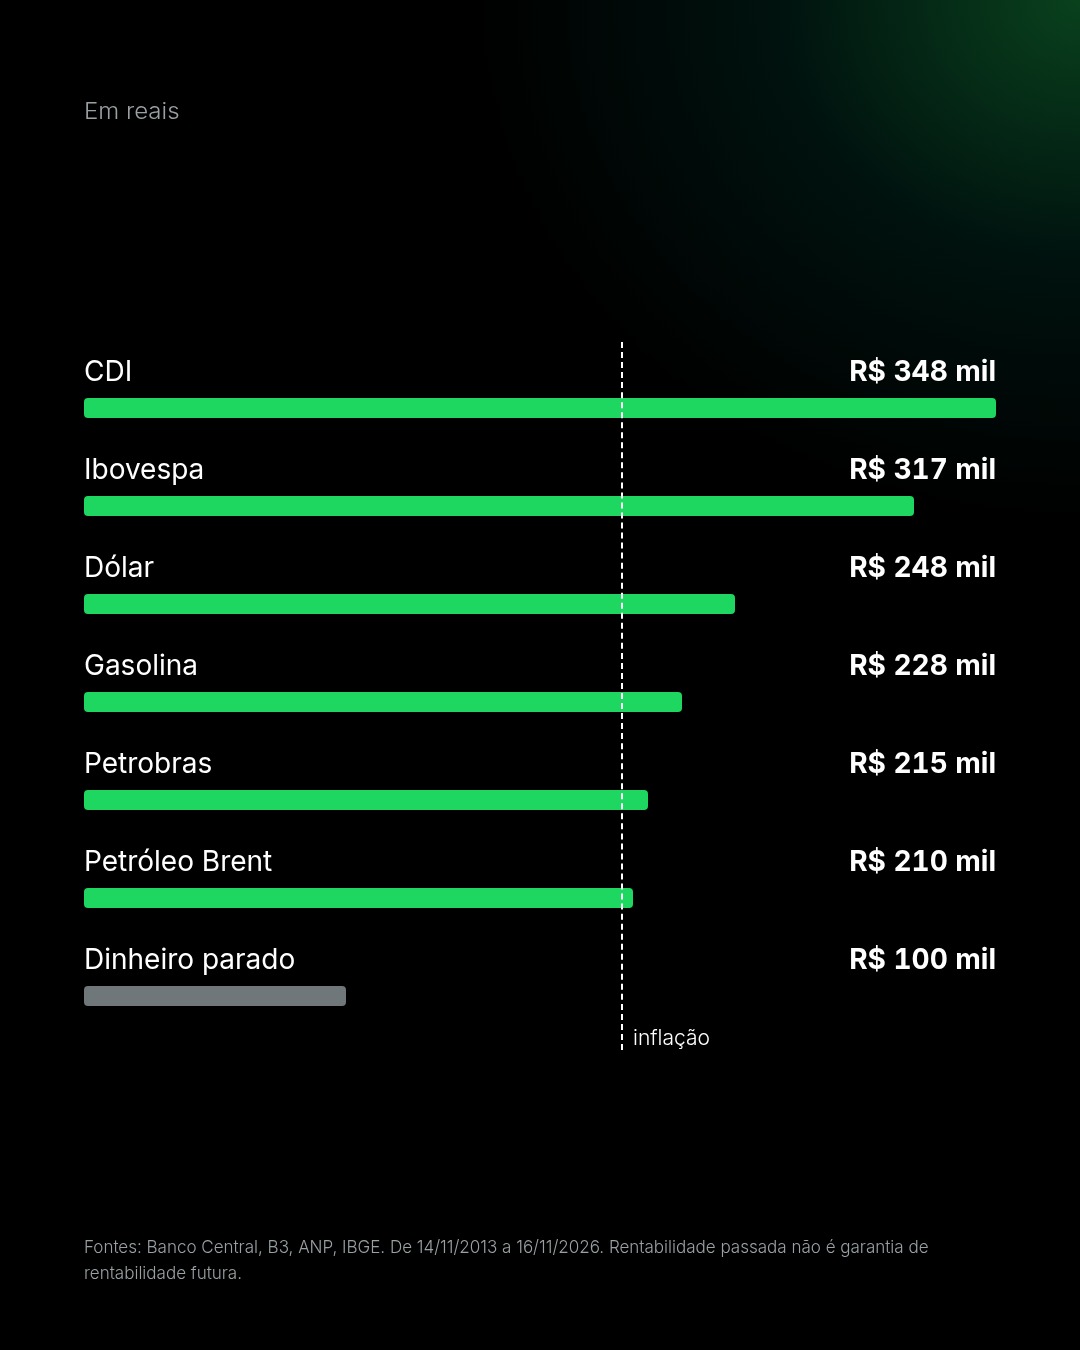 Em reais
CDI R$ 348 mil
Ibovespa R$ 317 mil
Dólar R$ 248 mil
Gasolina R$ 228 mil
Petrobras R$ 215 mil
Petróleo Brent R$ 210 mil
Dinheiro parado R$ 100 mil
inflação
Fontes: Banco Central, B3, ANP, IBGE. De 14/11/2013 a 16/11/2026. Rentabilidade passada não é garantia de
rentabilidade futura.